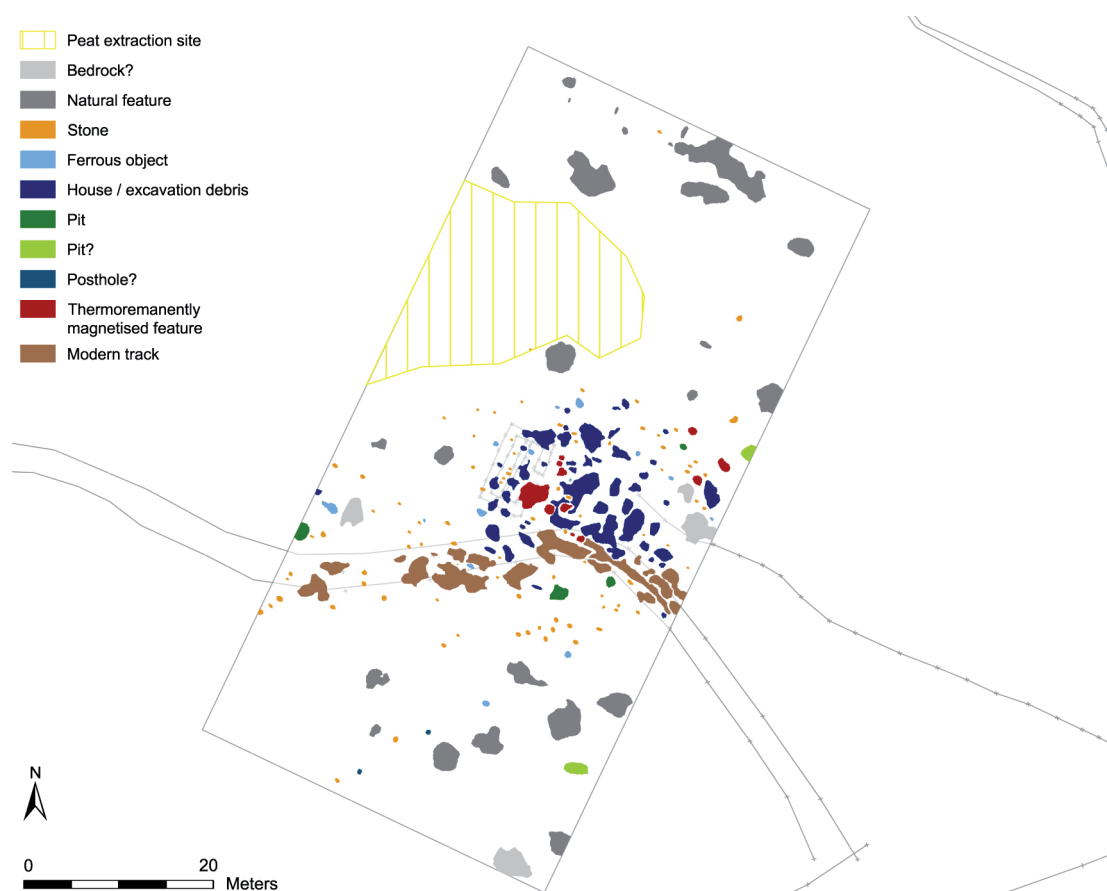 Peat extraction site
Bedrock?
Natural feature
Stone
Ferrous object
House / excavation debris
Pit
Pit?
Posthole?
Thermoremanently
magnetised feature
Modern track
N
0 20
Meters